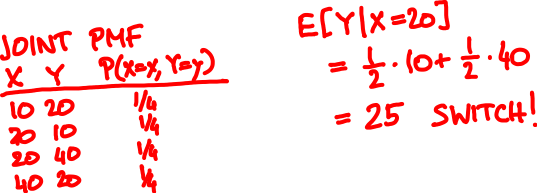 JOINT PMF
X Y P(X=x, Y=y)
10 20 1/4
20 10 1/4
20 40 1/4
40 20 1/4
E[Y|X=20]
= 1/2 · 10 + 1/2 · 40
= 25 SWITCH!